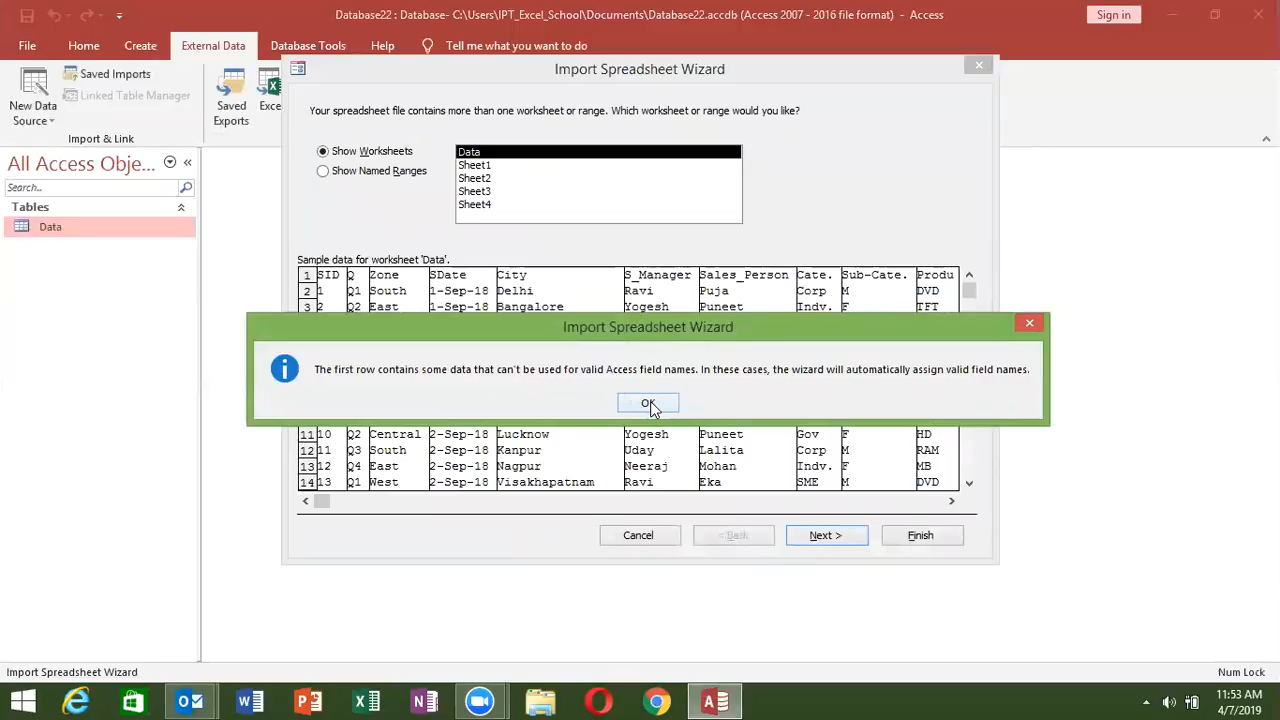 Database22 : Database- C:\Users\IPT_Excel_School\Documents\Database22.accdb (Access 2007 - 2016 file format) - Access
Sign in
File Home Create External Data Database Tools Help Tell me what you want to do
New Data Source
Saved Imports
Linked Table Manager
Import & Link
Saved Exports
Exce
All Access Obje...
Search...
Tables
Data
Import Spreadsheet Wizard
Your spreadsheet file contains more than one worksheet or range. Which worksheet or range would you like?
Show Worksheets
Show Named Ranges
Data
Sheet1
Sheet2
Sheet3
Sheet4
Sample data for worksheet 'Data'.
1 SID Q Zone SDate City S_Manager Sales_Person Cate. Sub-Cate. Produ
2 1 Q1 South 1-Sep-18 Delhi Ravi Puja Corp M DVD
3 2 Q2 East 1-Sep-18 Bangalore Yogesh Puneet Indv. F TFT
Import Spreadsheet Wizard
The first row contains some data that can't be used for valid Access field names. In these cases, the wizard will automatically assign valid field names.
OK
11 10 Q2 Central 2-Sep-18 Lucknow Yogesh Puneet Gov F HD
12 11 Q3 South 2-Sep-18 Kanpur Uday Lalita Corp M RAM
13 12 Q4 East 2-Sep-18 Nagpur Neeraj Mohan Indv. F MB
14 13 Q1 West 2-Sep-18 Visakhapatnam Ravi Eka SME M DVD
Cancel < Back Next > Finish
Import Spreadsheet Wizard
Num Lock
11:53 AM
4/7/2019